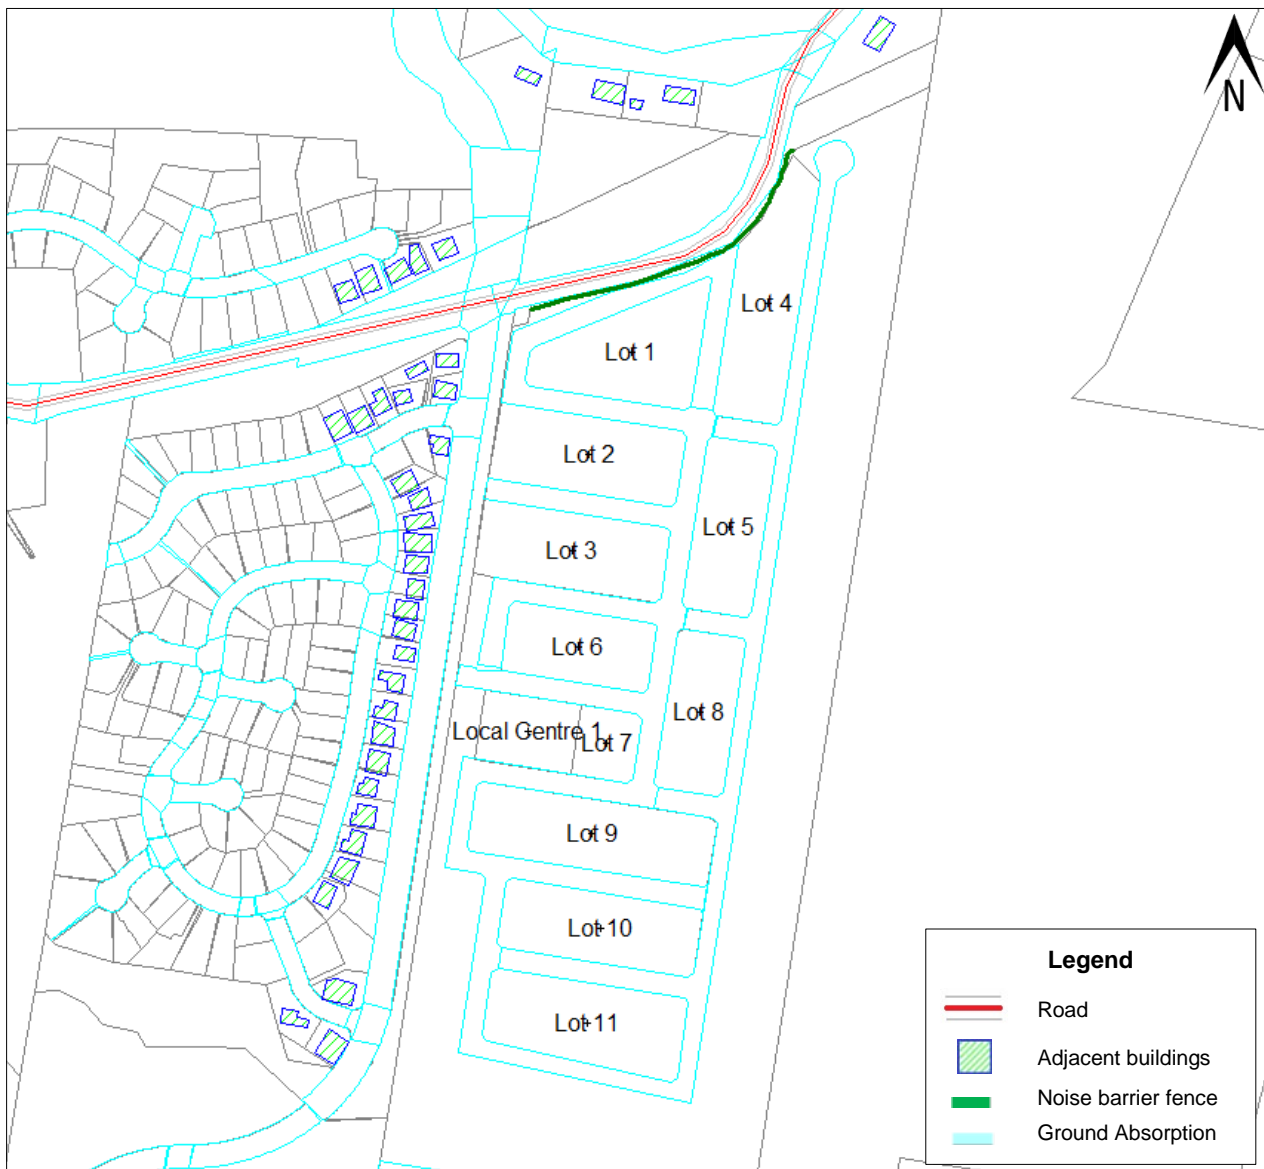 N
Lot 4
Lot 1
Lot 2
Lot 5
Lot 3
Lot 6
Lot 8
Local Centre 1
Lot 7
Lot 9
Lot 10
Lot 11
Legend
Road
Adjacent buildings
Noise barrier fence
Ground Absorption